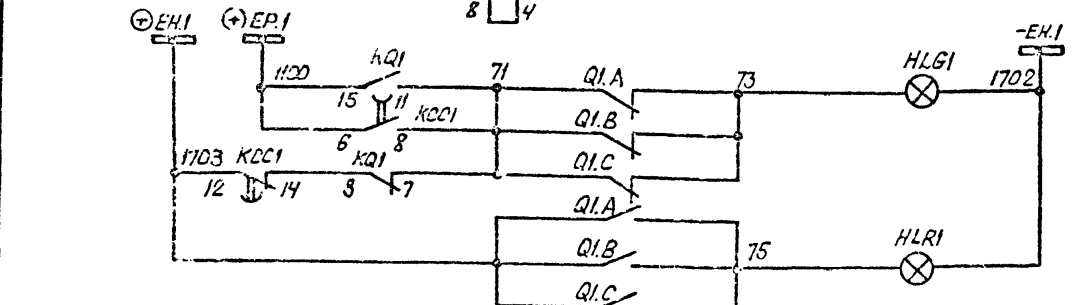 8 4
(+) EH.1 (+) EP.1 -EH.1
1100 KQ1 71 Q1.A 73 HLG1 1702
15 11 KCC1 Q1.B
6 8
1703 KCC1 KQ1 Q1.C
12 14 9 7
Q1.A
Q1.B 75 HLR1
Q1.C